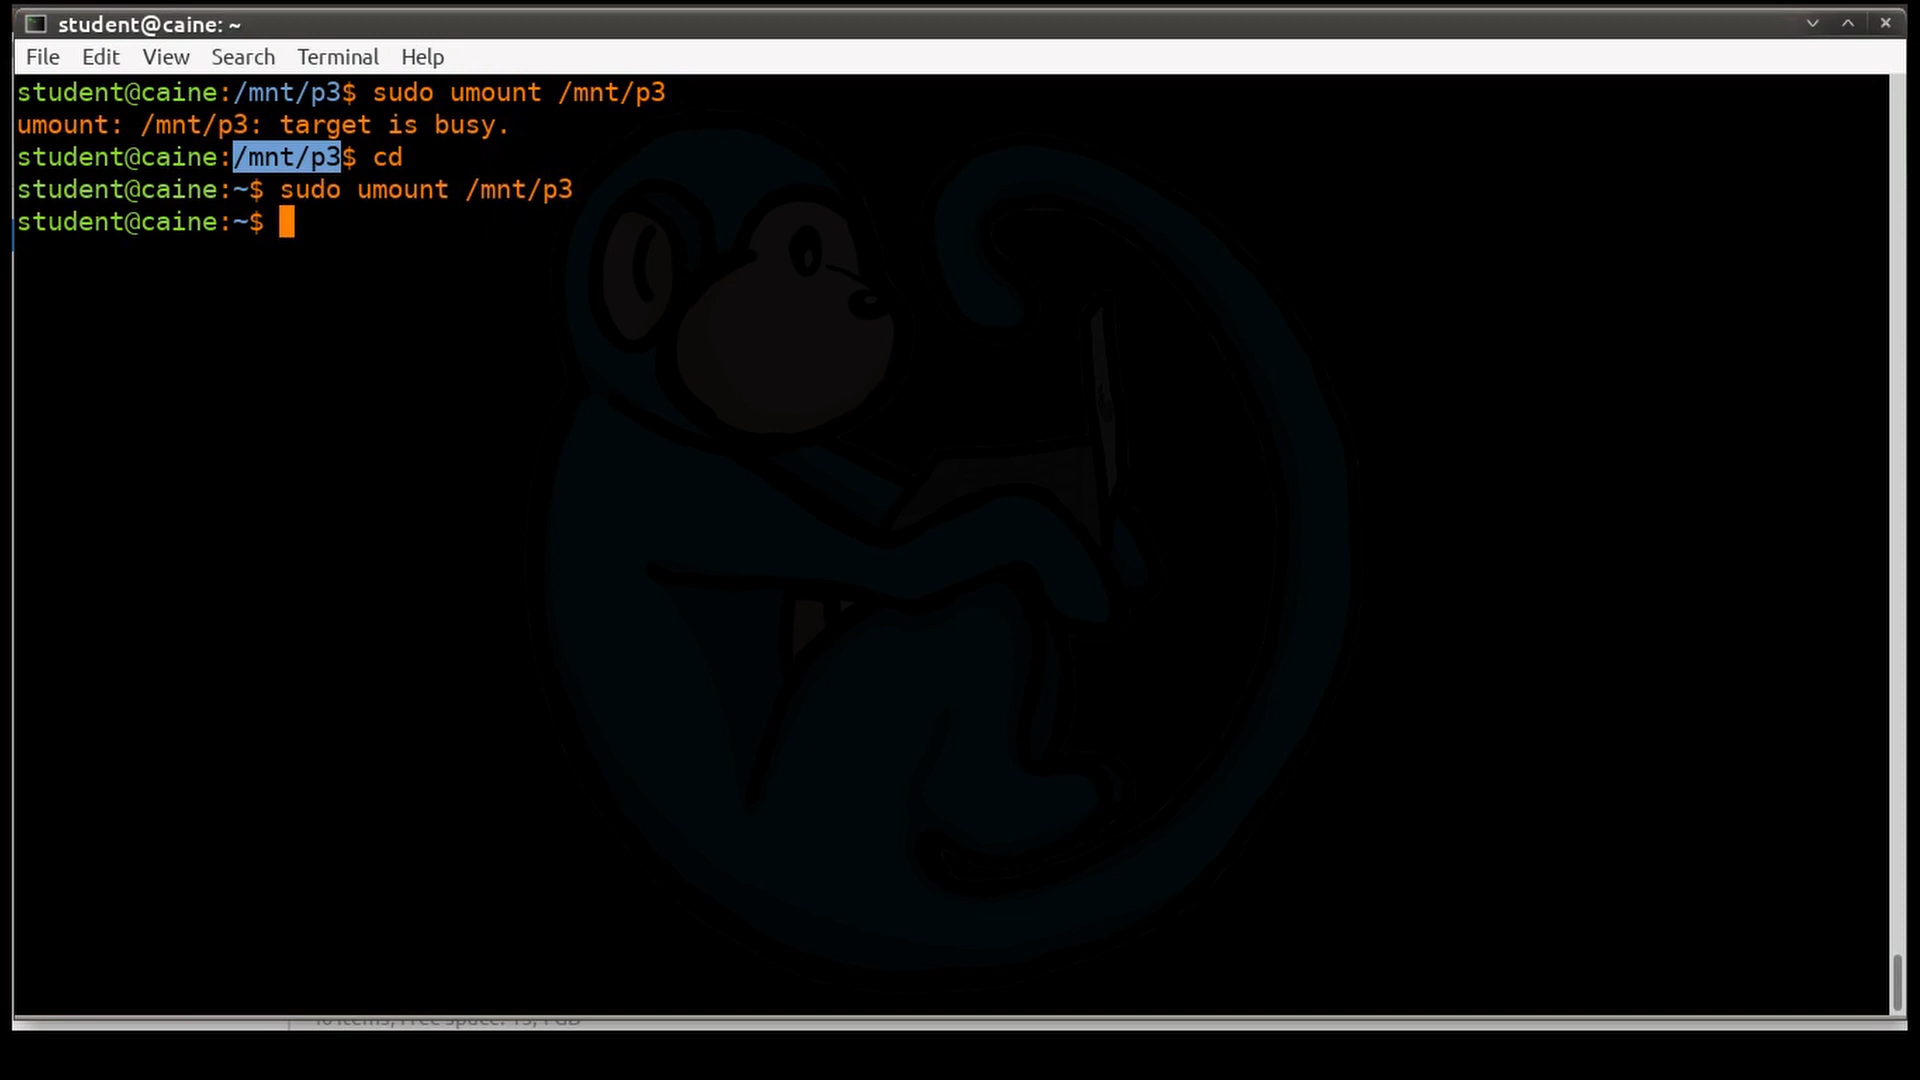 student@caine: ~
File Edit View Search Terminal Help
student@caine:/mnt/p3$ sudo umount /mnt/p3
umount: /mnt/p3: target is busy.
student@caine:/mnt/p3$ cd
student@caine:~$ sudo umount /mnt/p3
student@caine:~$